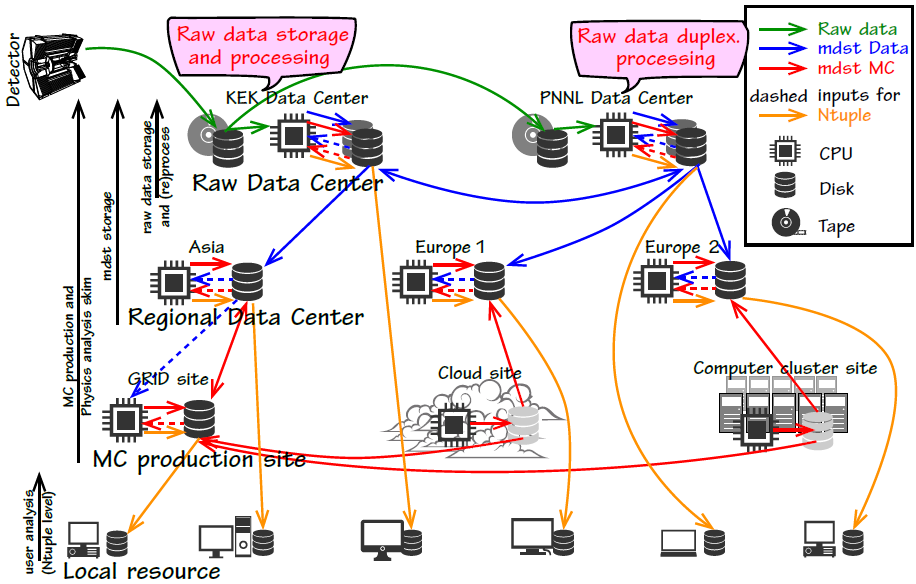 Detector
Raw data storage
and processing
Raw data duplex.
processing
Raw data
mdst Data
mdst MC
dashed inputs for
Ntuple
CPU
Disk
Tape
KEK Data Center
PNNL Data Center
Raw Data Center
raw data storage
and (re)process
mdst storage
MC production and
Physics analysis skim
Asia
Europe 1
Europe 2
Regional Data Center
GRID site
Cloud site
Computer cluster site
MC production site
user analysis
(Ntuple level)
Local resource